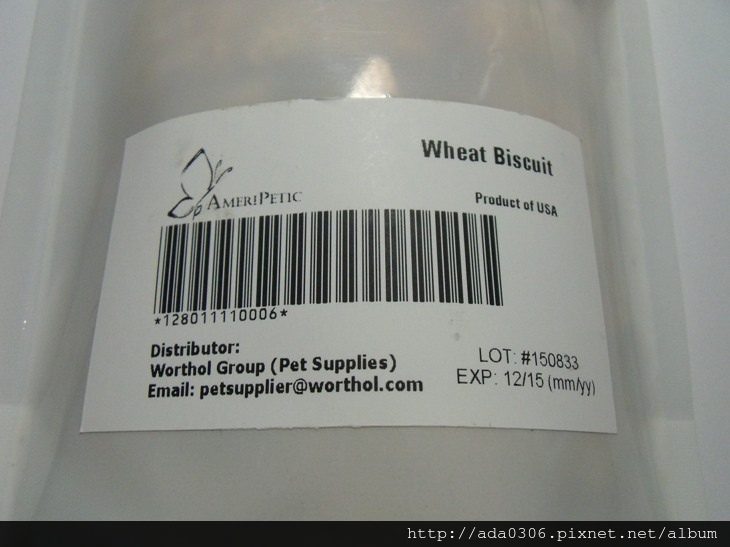 Wheat Biscuit
AMERIPETIC
Product of USA
*128011110006*
Distributor:
Worthol Group (Pet Supplies)
Email: petsupplier@worthol.com
LOT: #150833
EXP: 12/15 (mm/yy)
http://ada0306.pixnet.net/album